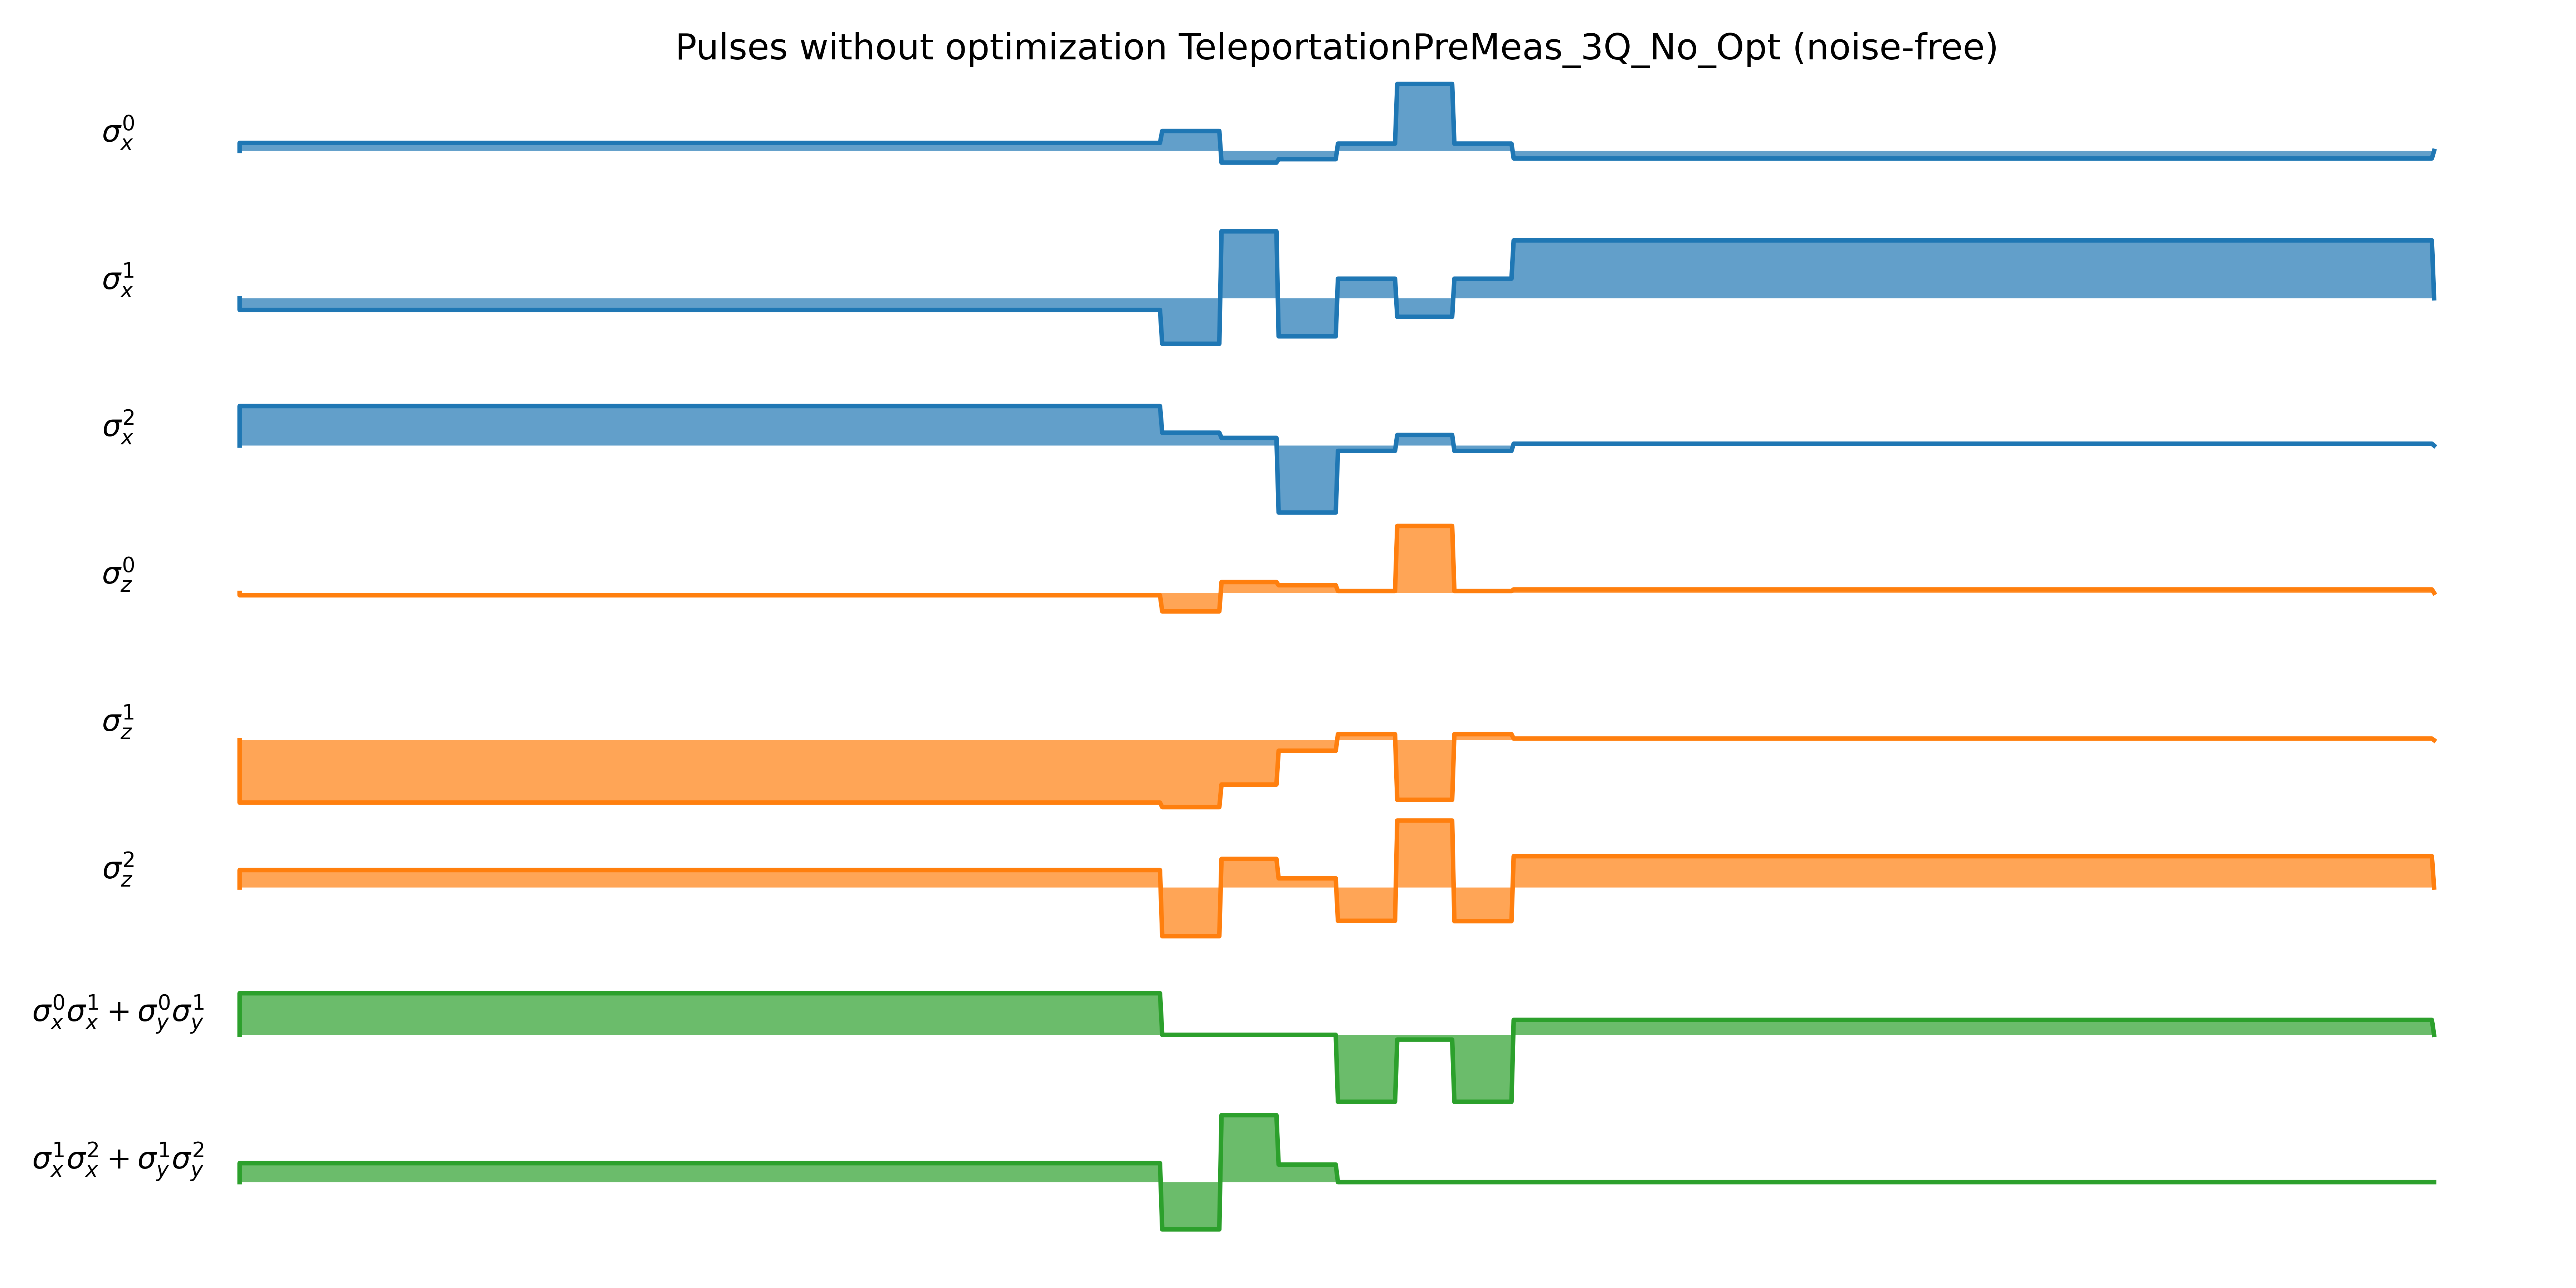 Pulses without optimization TeleportationPreMeas_3Q_No_Opt (noise-free)
σ_x^0
σ_x^1
σ_x^2
σ_z^0
σ_z^1
σ_z^2
σ_x^0σ_x^1 + σ_y^0σ_y^1
σ_x^1σ_x^2 + σ_y^1σ_y^2